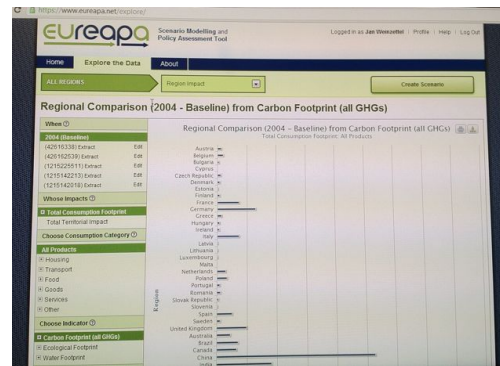 https://www.eureapa.net/explore/
eureapa
Scenario Modelling and
Policy Assessment Tool
Logged in as Jan Weinzettel | Profile | Help | Log Out
Home
Explore the Data
About
ALL REGIONS
Region Impact
Create Scenario
Regional Comparison (2004 - Baseline) from Carbon Footprint (all GHGs)
When
2004 (Baseline)
(42616338) Extract Edit
(426162639) Extract Edit
(1215225511) Extract Edit
(1215142213) Extract Edit
(1215142018) Extract Edit
Whose Impacts
Total Consumption Footprint
Total Territorial Impact
Choose Consumption Category
All Products
Housing
Transport
Food
Goods
Services
Other
Choose Indicator
Carbon Footprint (all GHGs)
Ecological Footprint
Water Footprint
Regional Comparison (2004 - Baseline) from Carbon Footprint (all GHGs)
Total Consumption Footprint: All Products
Region
Austria
Belgium
Bulgaria
Cyprus
Czech Republic
Denmark
Estonia
Finland
France
Germany
Greece
Hungary
Ireland
Italy
Latvia
Lithuania
Luxembourg
Malta
Netherlands
Poland
Portugal
Romania
Slovak Republic
Slovenia
Spain
Sweden
United Kingdom
Australia
Brazil
Canada
China
India